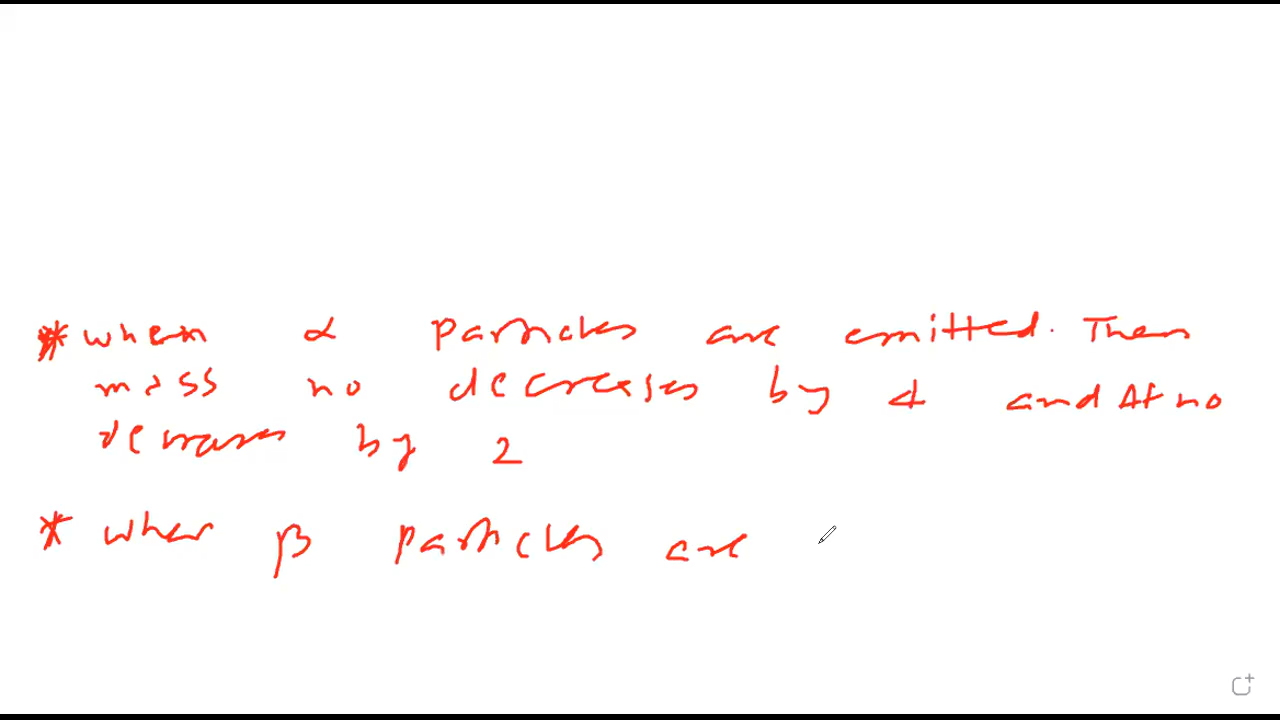 * when α particles are emitted. Then
mass no decreases by 4 and At no
decreases by 2
* when β particles are